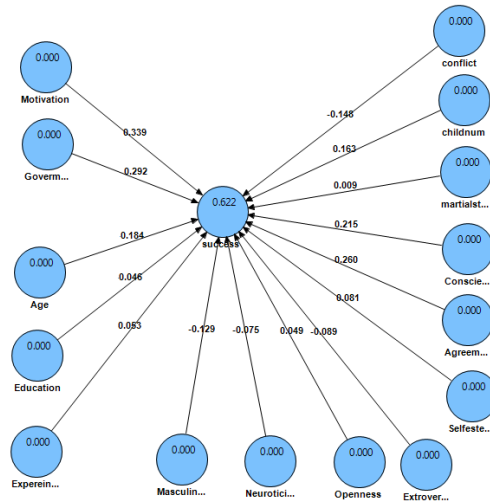 0.000
conflict
0.000
Motivation
0.000
childnum
0.000
Goverm...
0.000
martialst...
0.339
0.292
-0.148
0.163
0.009
0.622
success
0.215
0.000
Conscie...
0.184
0.260
0.000
Age
0.046
0.081
0.000
Agreem...
0.053
-0.129
-0.075
0.049
-0.089
0.000
Education
0.000
Selfeste...
0.000
Experein...
0.000
Masculin...
0.000
Neurotici...
0.000
Openness
0.000
Extrover...